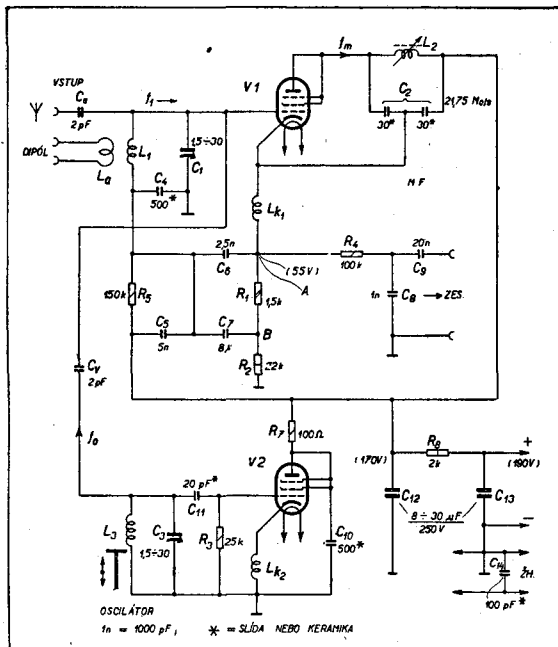 V1
fm
L2
VSTUP
Ca
2pF
f1
C2
21,75 Mc/s
30* 30*
DIPÓL
La
L1
C1
1,5÷30
C4
500*
Lk1
MF
2,5n
C6
(55V)
A
R4
100k
20n
C9
150k
R5
R1
1,5k
1n
C8
→ ZES.
C5
5n
C7
8n
B
R2
22k
CV
2pF
fo
R7
100Ω
V2
(170V)
R8
2k
+
(190V)
C12
8 ÷ 30 µF
250V
C13
−
20 pF*
C11
L3
C3
1,5÷30
R3
25k
Lk2
C10
500*
C14
ŽH.
100 pF*
OSCILÁTOR
1n = 1000 pF, * = SLÍDA NEBO KERAMIKA